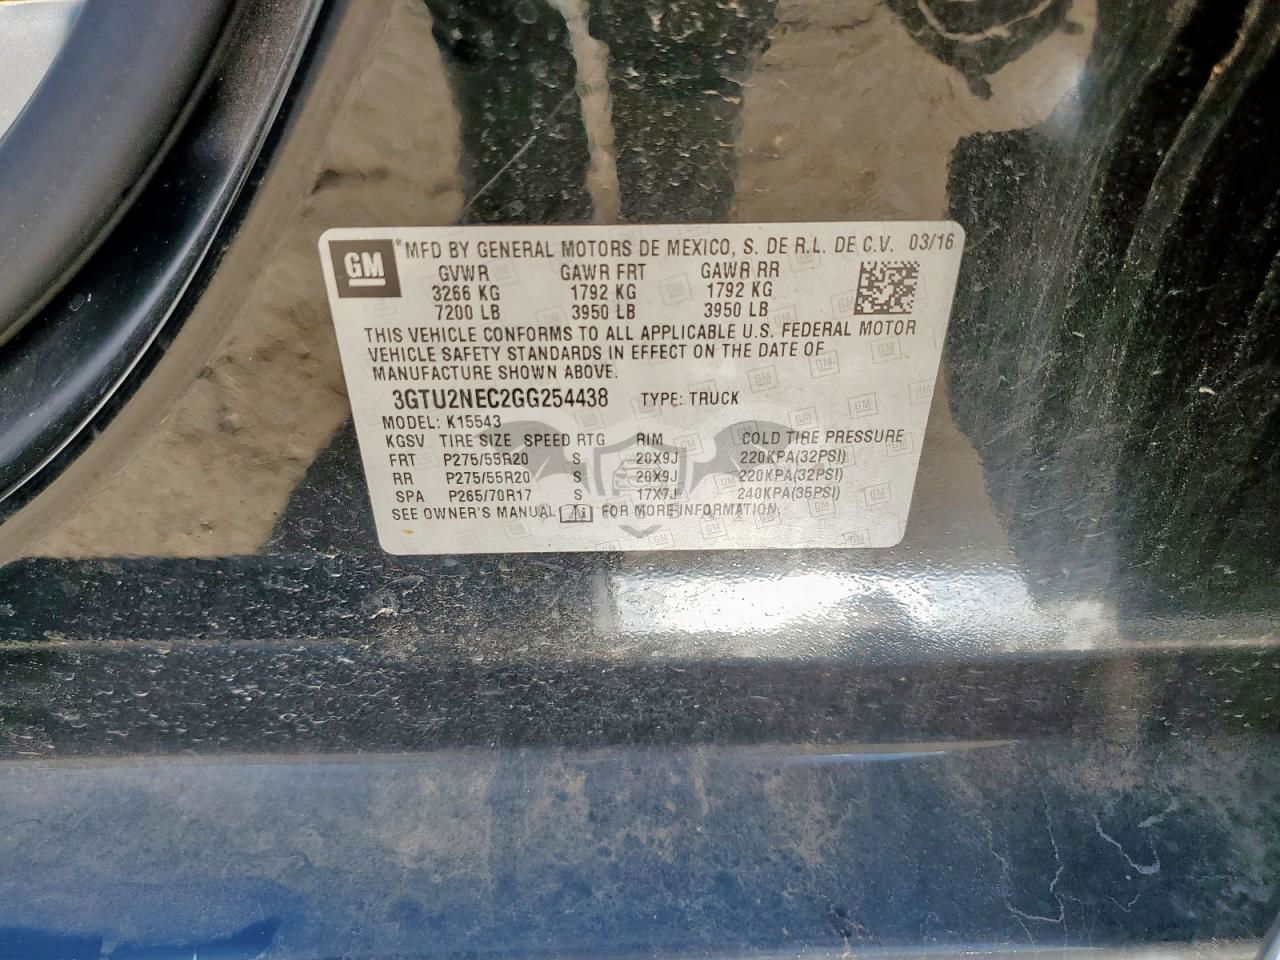 GM
MFD BY GENERAL MOTORS DE MEXICO, S. DE R.L. DE C.V. 03/16
GVWR GAWR FRT GAWR RR
3266 KG 1792 KG 1792 KG
7200 LB 3950 LB 3950 LB
THIS VEHICLE CONFORMS TO ALL APPLICABLE U.S. FEDERAL MOTOR
VEHICLE SAFETY STANDARDS IN EFFECT ON THE DATE OF
MANUFACTURE SHOWN ABOVE.
3GTU2NEC2GG254438 TYPE: TRUCK
MODEL: K15543
KGSV TIRE SIZE SPEED RTG RIM COLD TIRE PRESSURE
FRT P275/55R20 S 20X9J 220KPA(32PSI)
RR P275/55R20 S 20X9J 220KPA(32PSI)
SPA P265/70R17 S 17X7J 240KPA(35PSI)
SEE OWNER'S MANUAL FOR MORE INFORMATION.